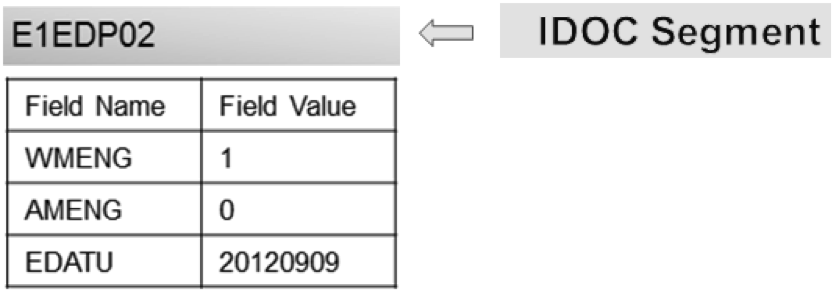 E1EDP02
IDOC Segment
Field Name Field Value
WMENG 1
AMENG 0
EDATU 20120909